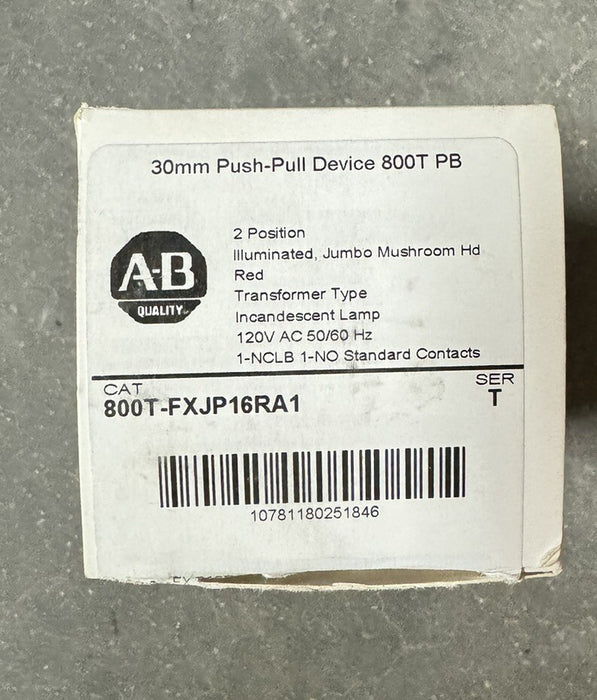 30mm Push-Pull Device 800T PB
2 Position
Illuminated, Jumbo Mushroom Hd
Red
Transformer Type
Incandescent Lamp
120V AC 50/60 Hz
1-NCLB 1-NO Standard Contacts
A-B
QUALITY
CAT
800T-FXJP16RA1
SER
T
10781180251846